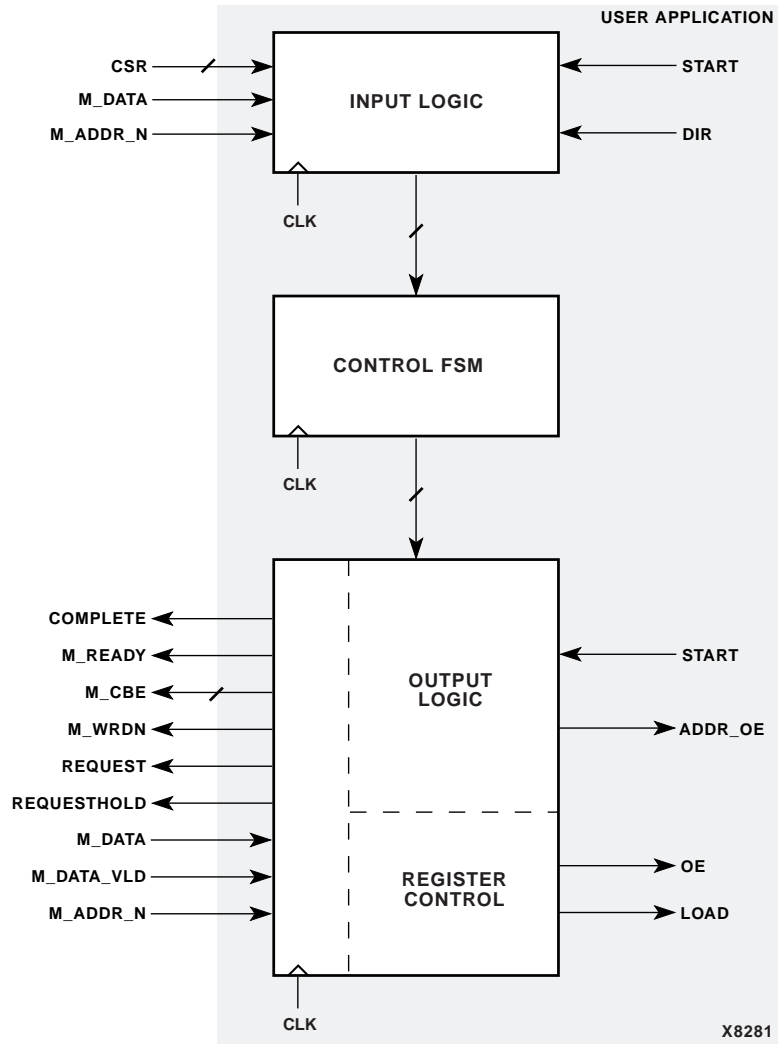 USER APPLICATION
CSR
START
M_DATA
INPUT LOGIC
M_ADDR_N
DIR
CLK
CONTROL FSM
CLK
COMPLETE
M_READY
START
M_CBE
OUTPUT
LOGIC
M_WRDN
ADDR_OE
REQUEST
REQUESTHOLD
M_DATA
M_DATA_VLD
OE
REGISTER
CONTROL
M_ADDR_N
LOAD
CLK
X8281